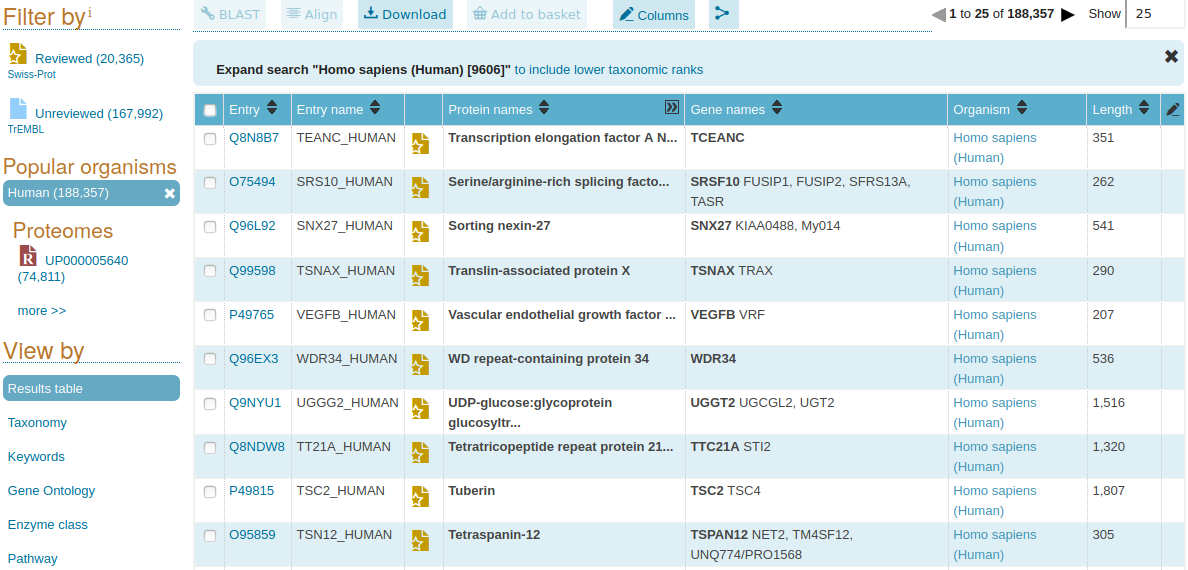 Filter by i
Reviewed (20,365)
Swiss-Prot
Unreviewed (167,992)
TrEMBL
Popular organisms
Human (188,357)
Proteomes
R UP000005640
(74,811)
more >>
View by
Results table
Taxonomy
Keywords
Gene Ontology
Enzyme class
Pathway
BLAST Align Download Add to basket Columns
1 to 25 of 188,357 Show 25
Expand search "Homo sapiens (Human) [9606]" to include lower taxonomic ranks
Entry Entry name Protein names Gene names Organism Length
Q8N8B7 TEANC_HUMAN Transcription elongation factor A N... TCEANC Homo sapiens 351
(Human)
O75494 SRS10_HUMAN Serine/arginine-rich splicing facto... SRSF10 FUSIP1, FUSIP2, SFRS13A, Homo sapiens 262
TASR (Human)
Q96L92 SNX27_HUMAN Sorting nexin-27 SNX27 KIAA0488, My014 Homo sapiens 541
(Human)
Q99598 TSNAX_HUMAN Translin-associated protein X TSNAX TRAX Homo sapiens 290
(Human)
P49765 VEGFB_HUMAN Vascular endothelial growth factor ... VEGFB VRF Homo sapiens 207
(Human)
Q96EX3 WDR34_HUMAN WD repeat-containing protein 34 WDR34 Homo sapiens 536
(Human)
Q9NYU1 UGGG2_HUMAN UDP-glucose:glycoprotein UGGT2 UGCGL2, UGT2 Homo sapiens 1,516
glucosyltr... (Human)
Q8NDW8 TT21A_HUMAN Tetratricopeptide repeat protein 21... TTC21A STI2 Homo sapiens 1,320
(Human)
P49815 TSC2_HUMAN Tuberin TSC2 TSC4 Homo sapiens 1,807
(Human)
O95859 TSN12_HUMAN Tetraspanin-12 TSPAN12 NET2, TM4SF12, Homo sapiens 305
UNQ774/PRO1568 (Human)